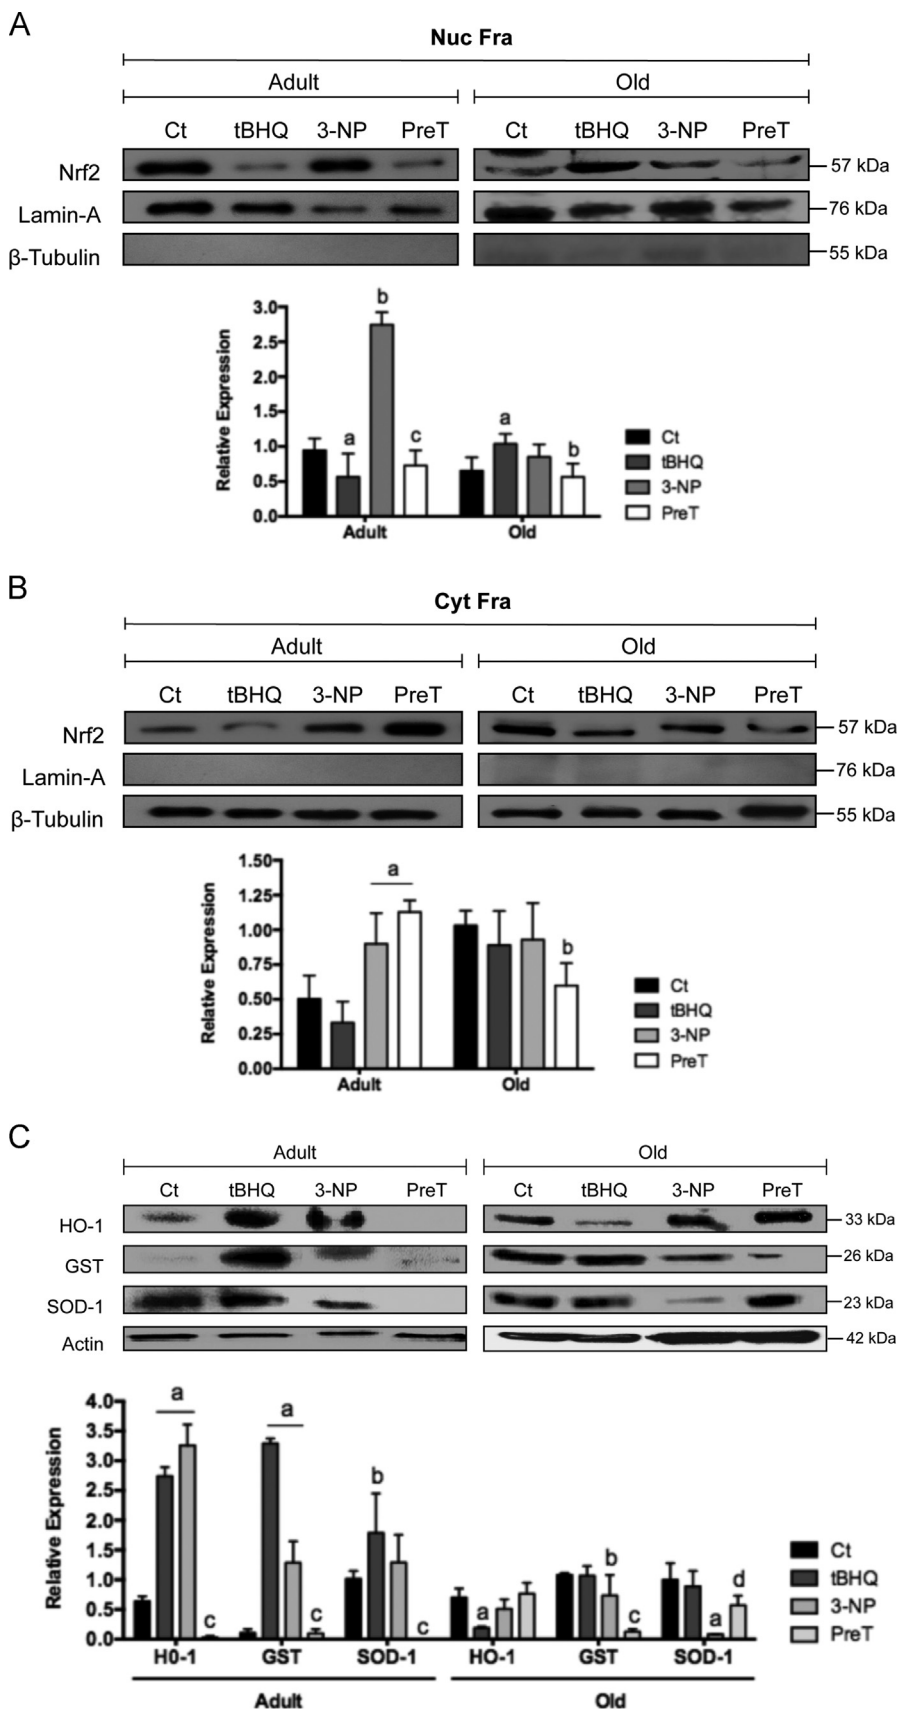 A
Nuc Fra
Adult Old
Ct tBHQ 3-NP PreT Ct tBHQ 3-NP PreT
Nrf2 57 kDa
Lamin-A 76 kDa
β-Tubulin 55 kDa
Relative Expression
3.0
2.5
2.0
1.5
1.0
0.5
0.0
a b c a b
Adult Old
Ct
tBHQ
3-NP
PreT
B
Cyt Fra
Adult Old
Ct tBHQ 3-NP PreT Ct tBHQ 3-NP PreT
Nrf2 57 kDa
Lamin-A 76 kDa
β-Tubulin 55 kDa
Relative Expression
1.50
1.25
1.00
0.75
0.50
0.25
0.00
a b
Adult Old
Ct
tBHQ
3-NP
PreT
C
Adult Old
Ct tBHQ 3-NP PreT Ct tBHQ 3-NP PreT
HO-1 33 kDa
GST 26 kDa
SOD-1 23 kDa
Actin 42 kDa
Relative Expression
4.0
3.5
3.0
2.5
2.0
1.5
1.0
0.5
0.0
a c a c b c a b c a d
H0-1 GST SOD-1 HO-1 GST SOD-1
Adult Old
Ct
tBHQ
3-NP
PreT